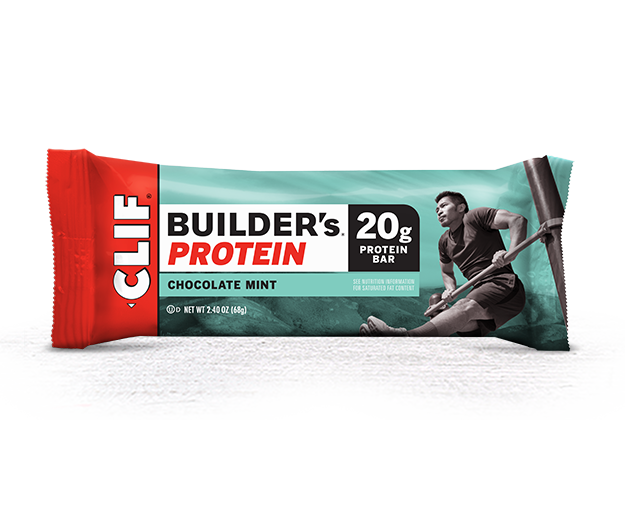 CLIF®
BUILDER's®
PROTEIN
20g
PROTEIN
BAR
CHOCOLATE MINT
SEE NUTRITION INFORMATION
FOR SATURATED FAT CONTENT
ⓊD NET WT 2.40 OZ (68g)